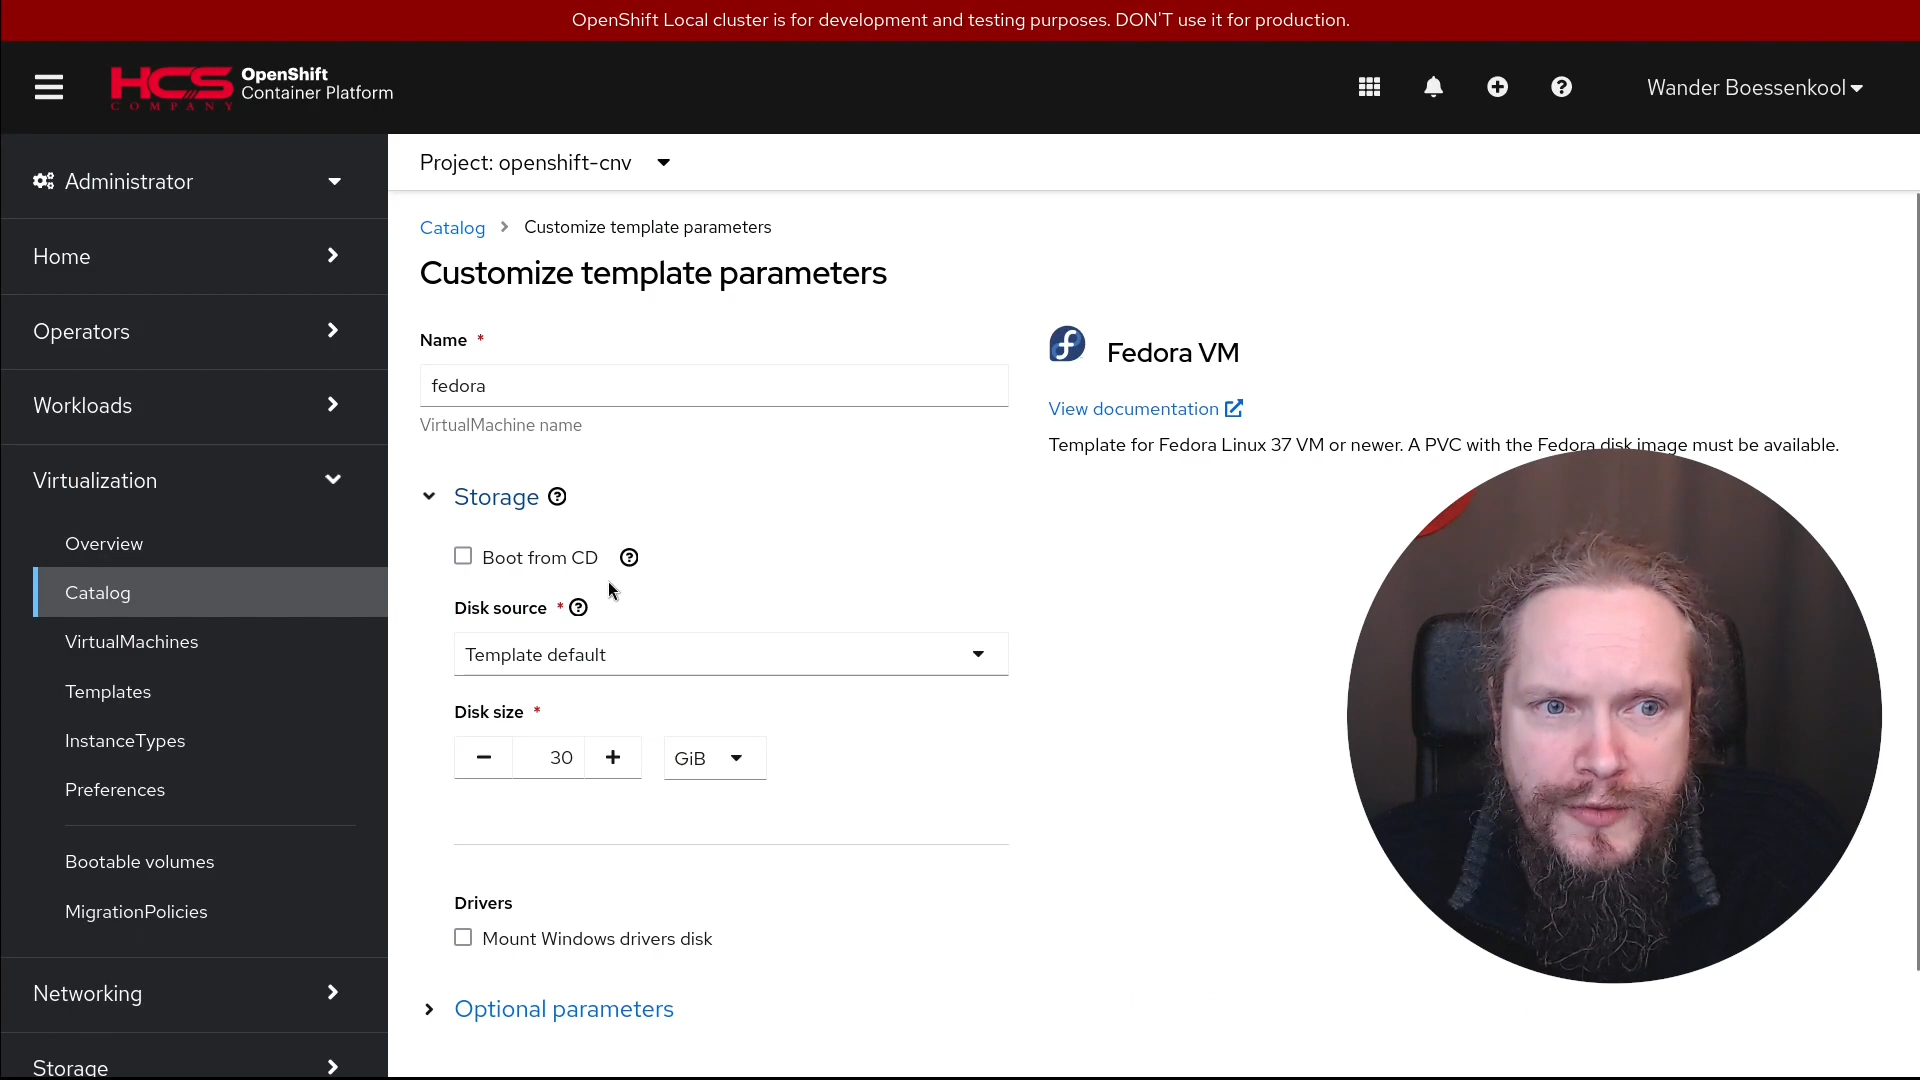 OpenShift Local cluster is for development and testing purposes. DON'T use it for production.
HCS
COMPANY
OpenShift
Container Platform
Wander Boessenkool
Administrator
Home
Operators
Workloads
Virtualization
Overview
Catalog
VirtualMachines
Templates
InstanceTypes
Preferences
Bootable volumes
MigrationPolicies
Networking
Storage
Project: openshift-cnv
Catalog
Customize template parameters
Customize template parameters
Name *
fedora
VirtualMachine name
Storage
Boot from CD
Disk source *
Template default
Disk size *
30
GiB
Drivers
Mount Windows drivers disk
Optional parameters
Fedora VM
View documentation
Template for Fedora Linux 37 VM or newer. A PVC with the Fedora disk image must be available.